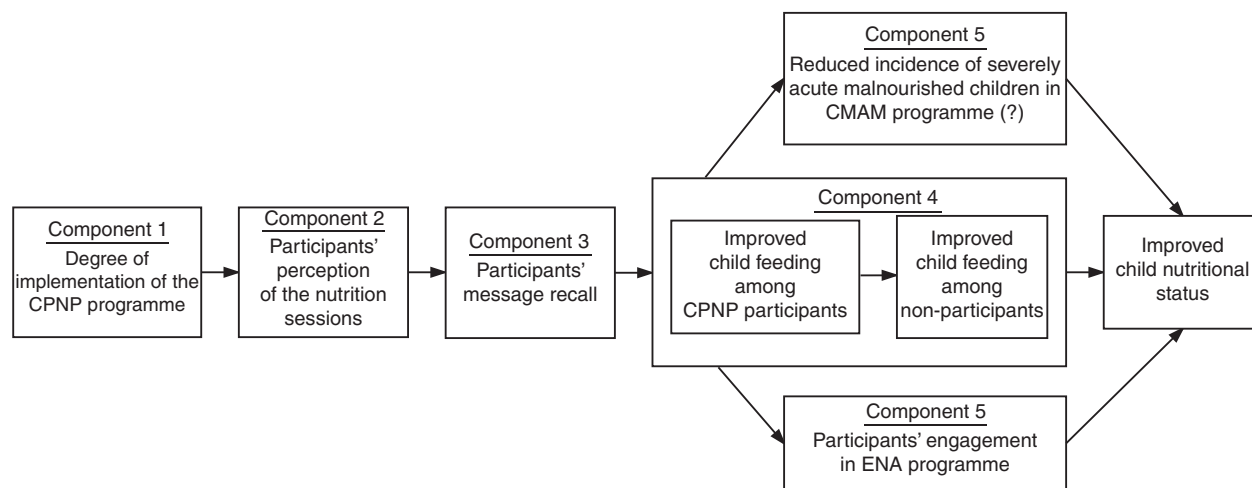 Component 1
Degree of
implementation of the
CPNP programme
Component 2
Participants’
perception
of the nutrition
sessions
Component 3
Participants’
message recall
Component 4
Improved
child feeding
among
CPNP participants
Improved
child feeding
among
non-participants
Component 5
Reduced incidence of severely
acute malnourished children in
CMAM programme (?)
Component 5
Participants’ engagement
in ENA programme
Improved
child nutritional
status